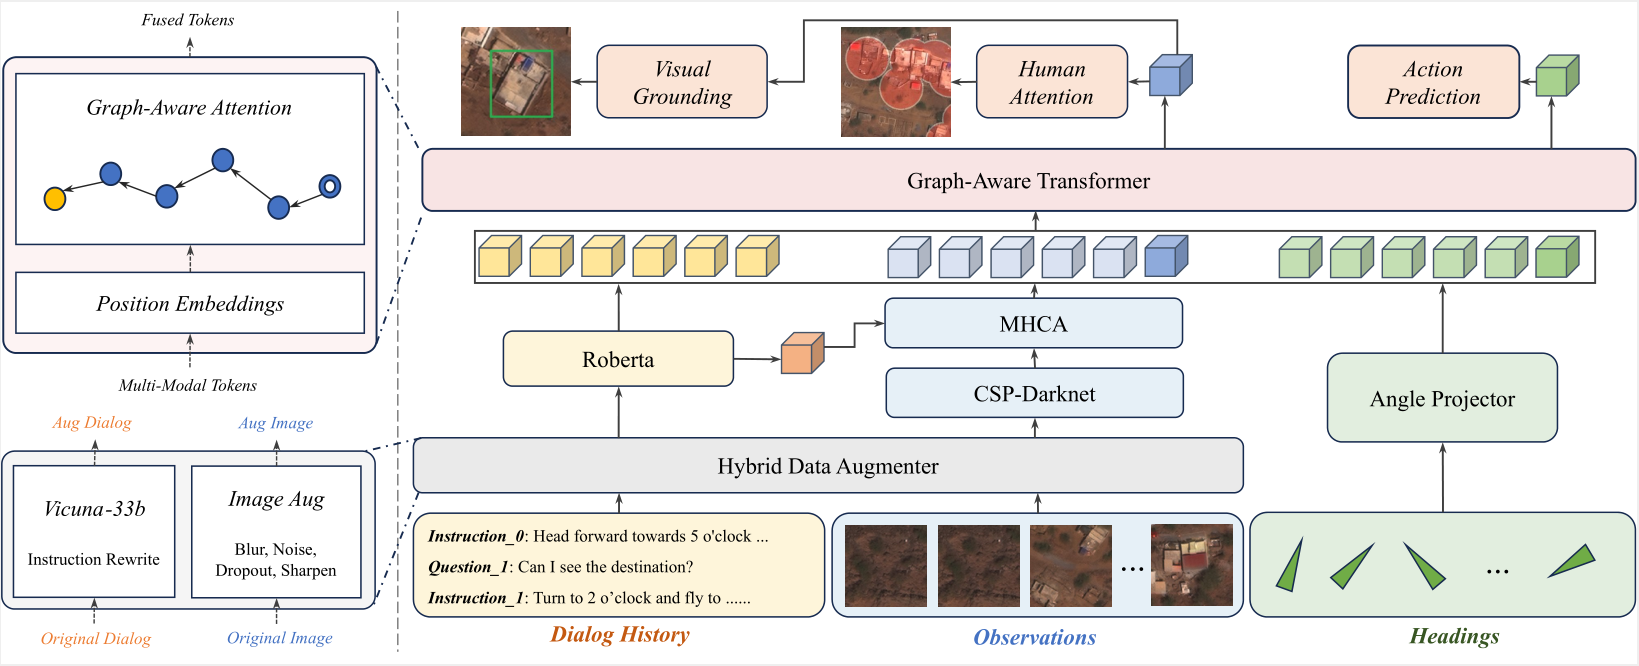 Fused Tokens
Graph-Aware Attention
Position Embeddings
Multi-Modal Tokens
Aug Dialog
Aug Image
Vicuna-33b
Instruction Rewrite
Image Aug
Blur, Noise,
Dropout, Sharpen
Original Dialog
Original Image
Visual
Grounding
Human
Attention
Action
Prediction
Graph-Aware Transformer
MHCA
Roberta
CSP-Darknet
Angle Projector
Hybrid Data Augmenter
Instruction_0: Head forward towards 5 o'clock ...
Question_1: Can I see the destination?
Instruction_1: Turn to 2 o’clock and fly to ......
...
...
Dialog History
Observations
Headings